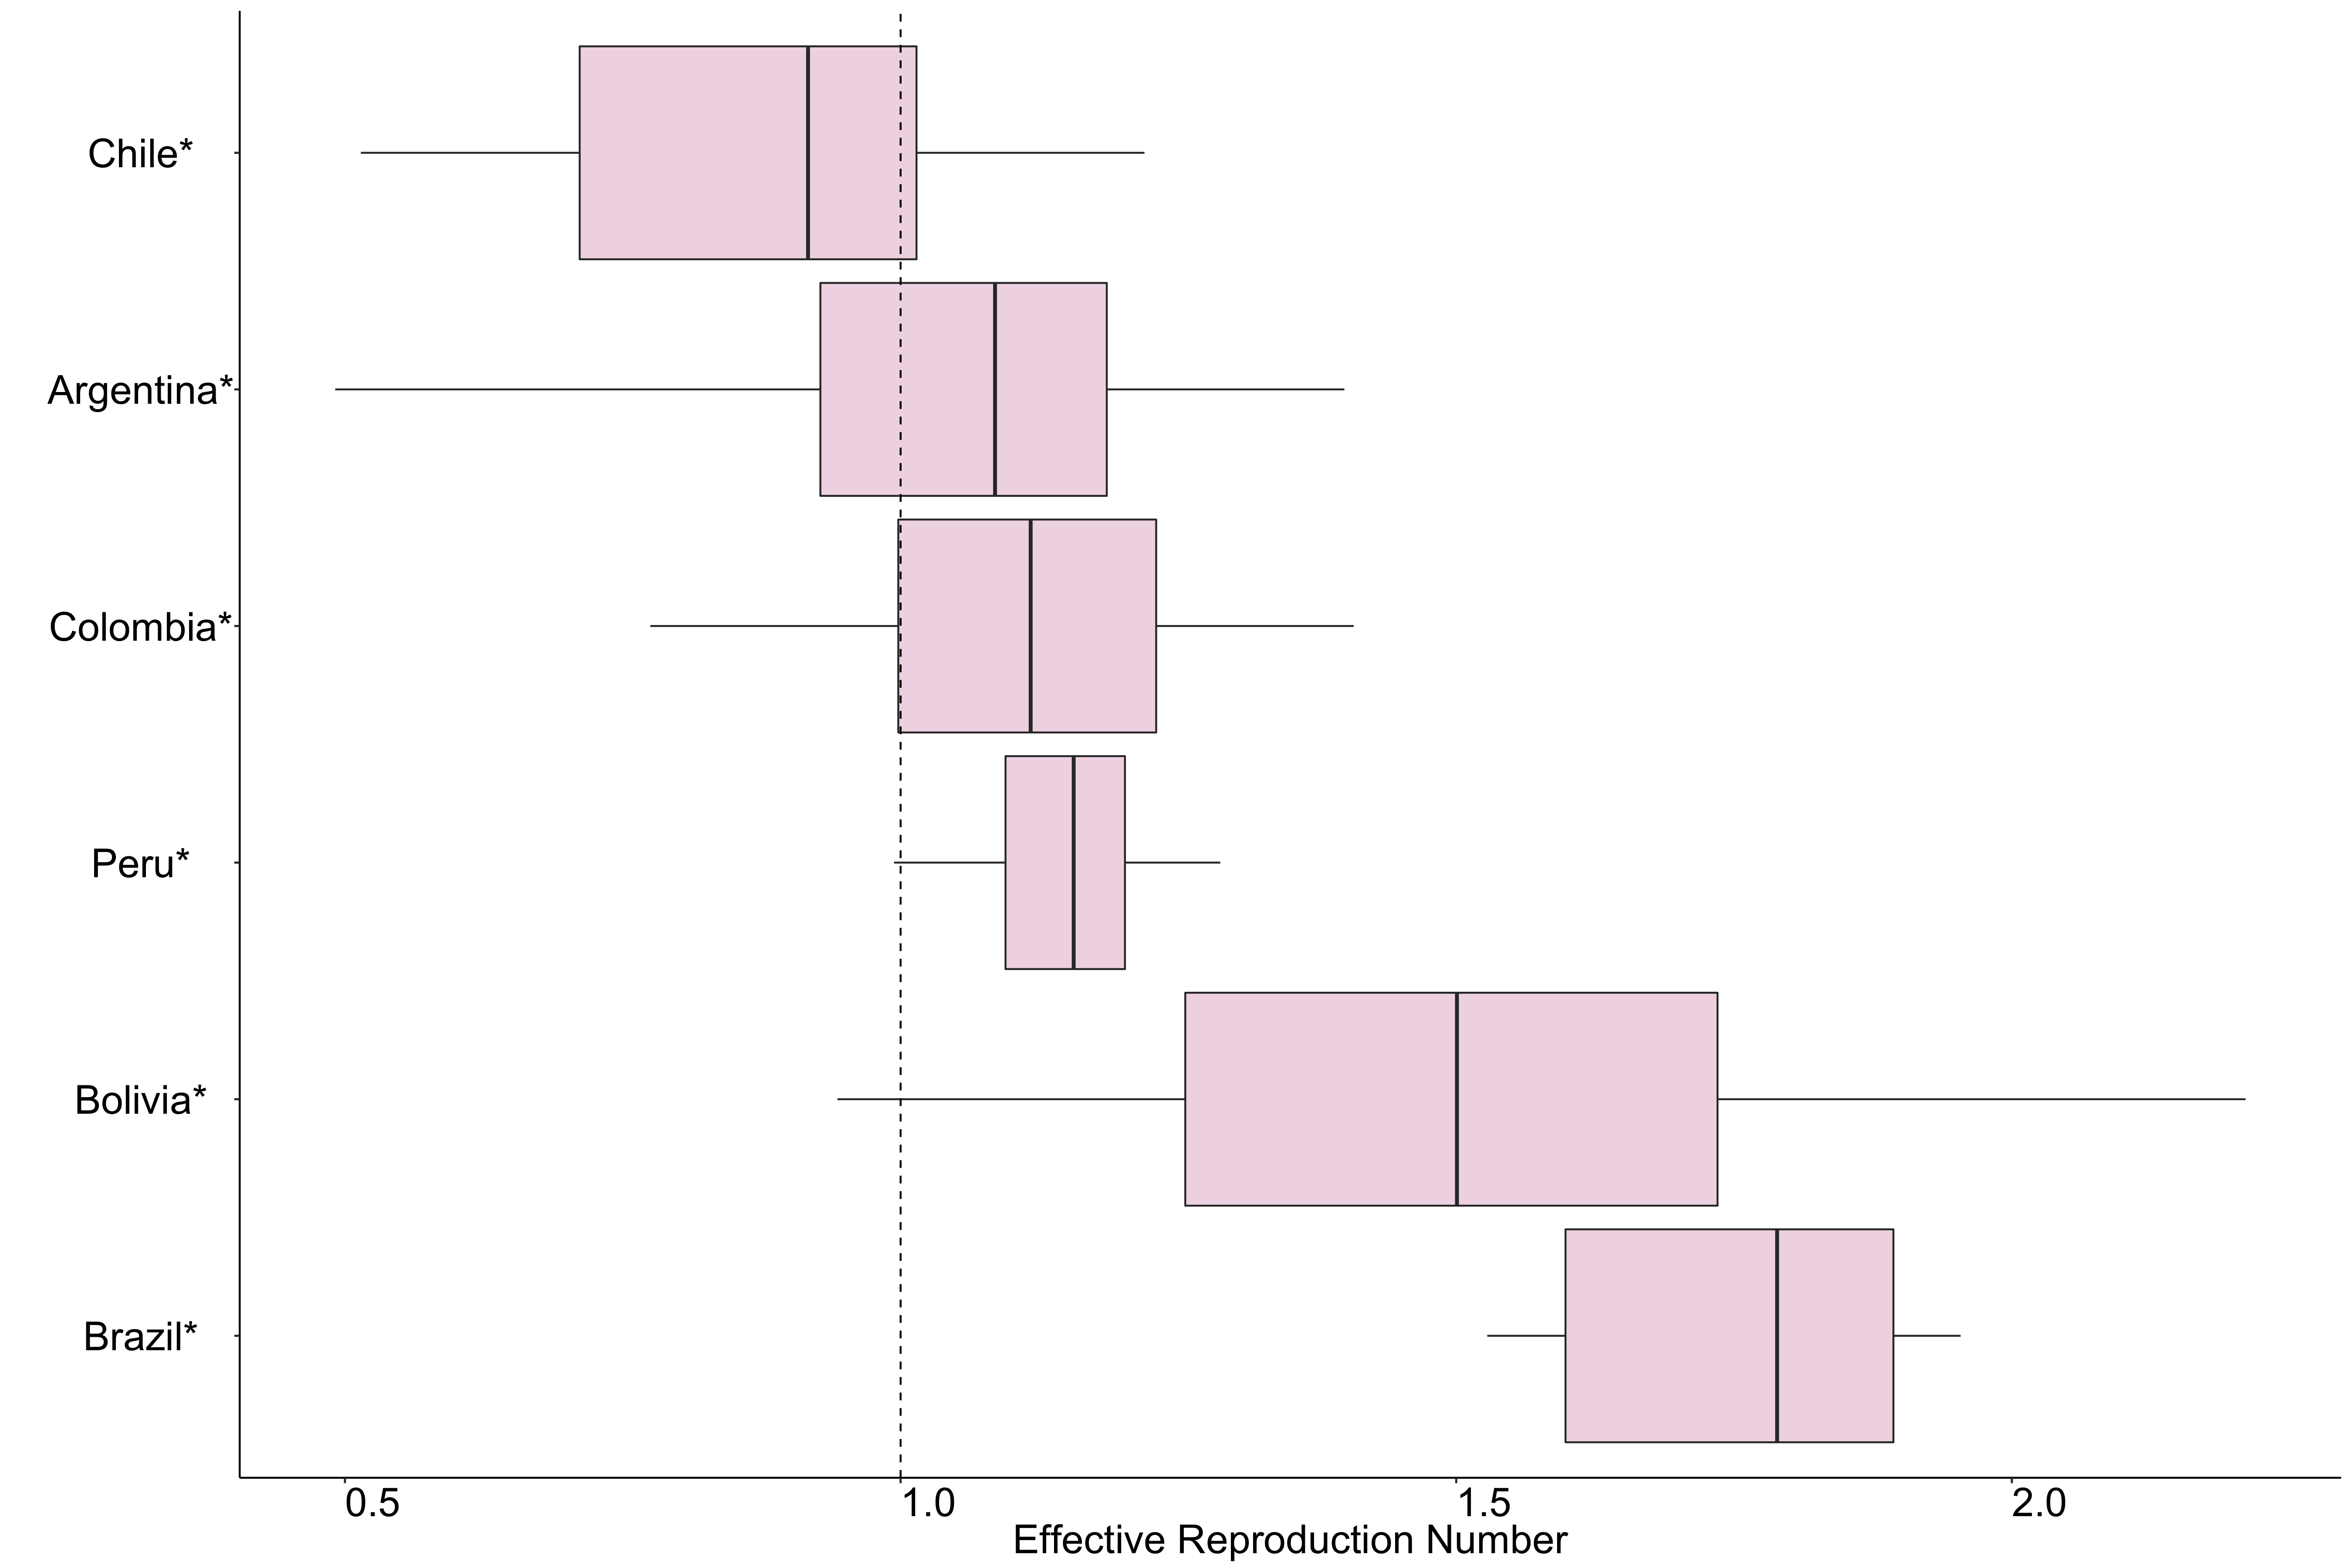 Chile*
Argentina*
Colombia*
Peru*
Bolivia*
Brazil*
0.5 1.0 1.5 2.0
Effective Reproduction Number